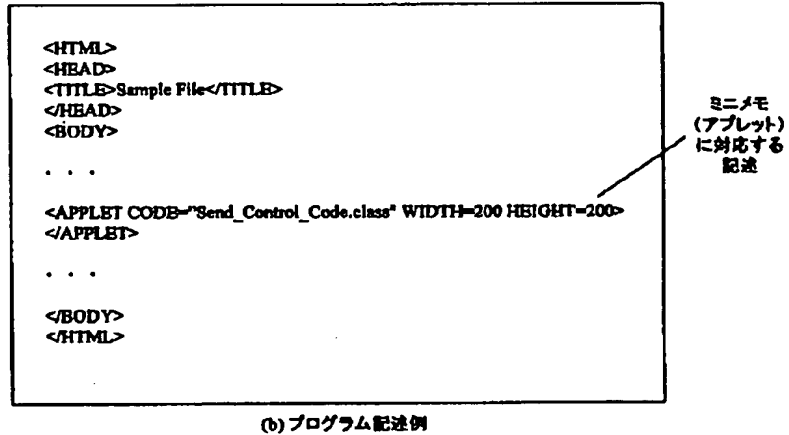 <HTML>
<HEAD>
<TITLE>Sample File</TITLE>
</HEAD>
<BODY>
. . .
<APPLET CODE="Send_Control_Code.class" WIDTH=200 HEIGHT=200>
</APPLET>
. . .
</BODY>
</HTML>
ミニメモ
(アプレット)
に対応する
記述
(b) プログラム記述例